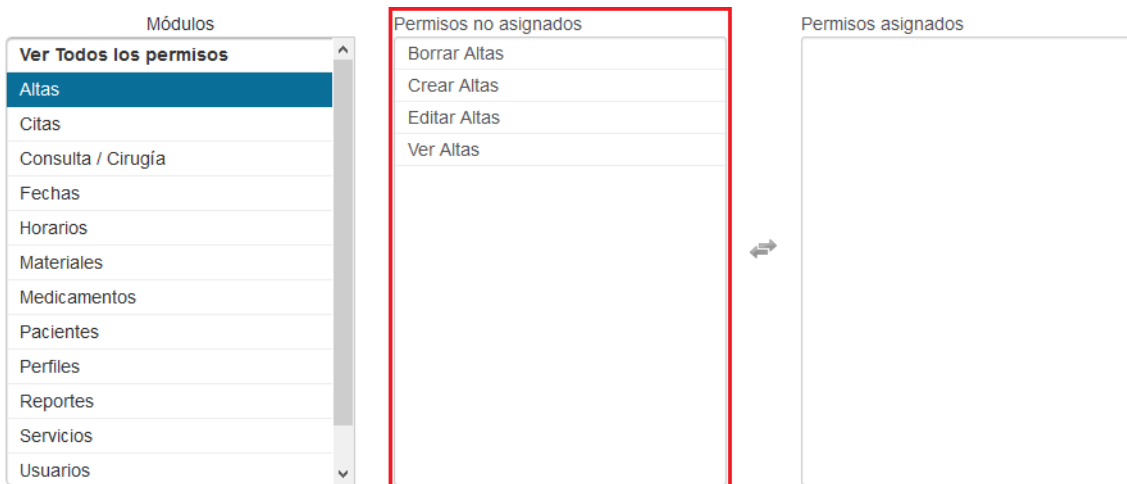 Módulos
Ver Todos los permisos
Altas
Citas
Consulta / Cirugía
Fechas
Horarios
Materiales
Medicamentos
Pacientes
Perfiles
Reportes
Servicios
Usuarios
Permisos no asignados
Borrar Altas
Crear Altas
Editar Altas
Ver Altas
Permisos asignados